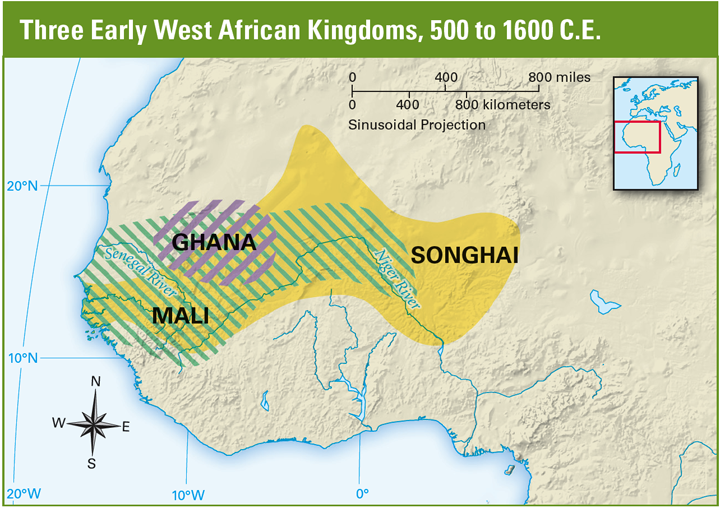 Three Early West African Kingdoms, 500 to 1600 C.E.
0 400 800 miles
0 400 800 kilometers
Sinusoidal Projection
20°N
GHANA
SONGHAI
Senegal River
Niger River
MALI
10°N
N
W E
S
20°W 10°W 0°